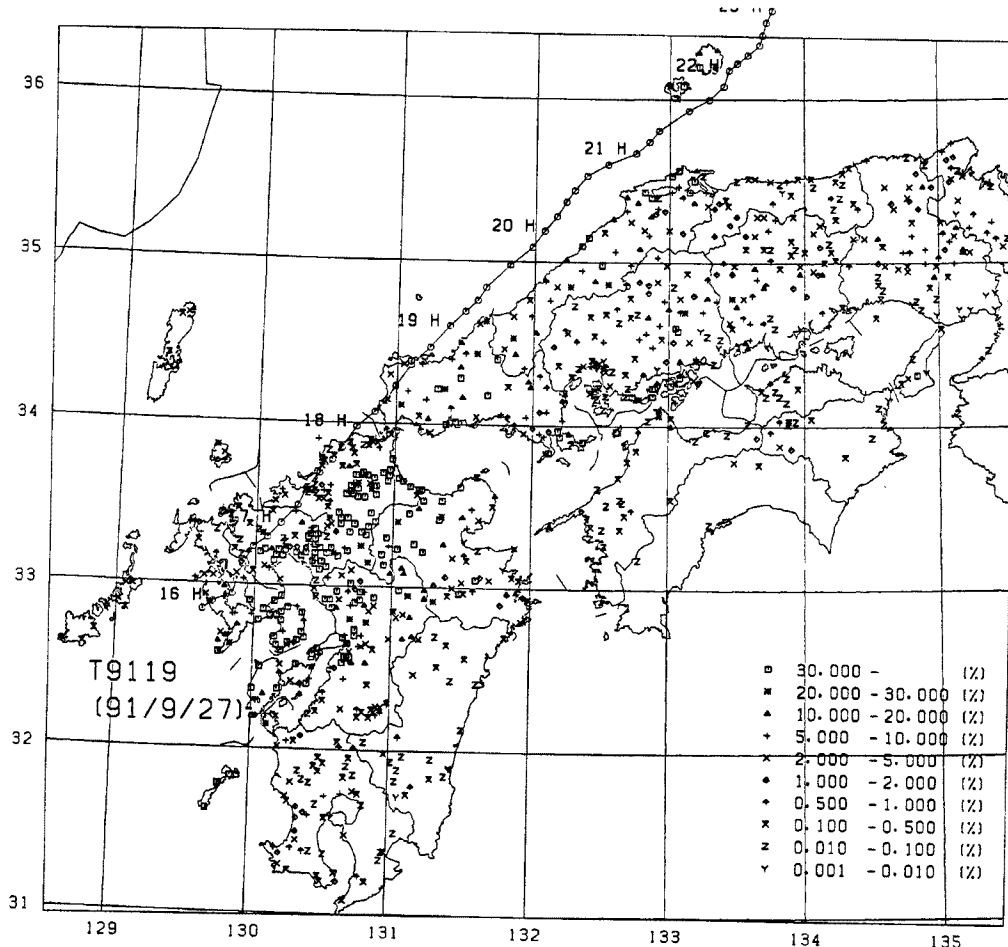 22 H
36
21 H
35
20 H
19 H
34
18 H
H
33
16 H
T9119
(91/9/27)
32
31
30.000 - (%)
20.000 - 30.000 (%)
10.000 - 20.000 (%)
5.000 - 10.000 (%)
2.000 - 5.000 (%)
1.000 - 2.000 (%)
0.500 - 1.000 (%)
0.100 - 0.500 (%)
0.010 - 0.100 (%)
0.001 - 0.010 (%)
129 130 131 132 133 134 135